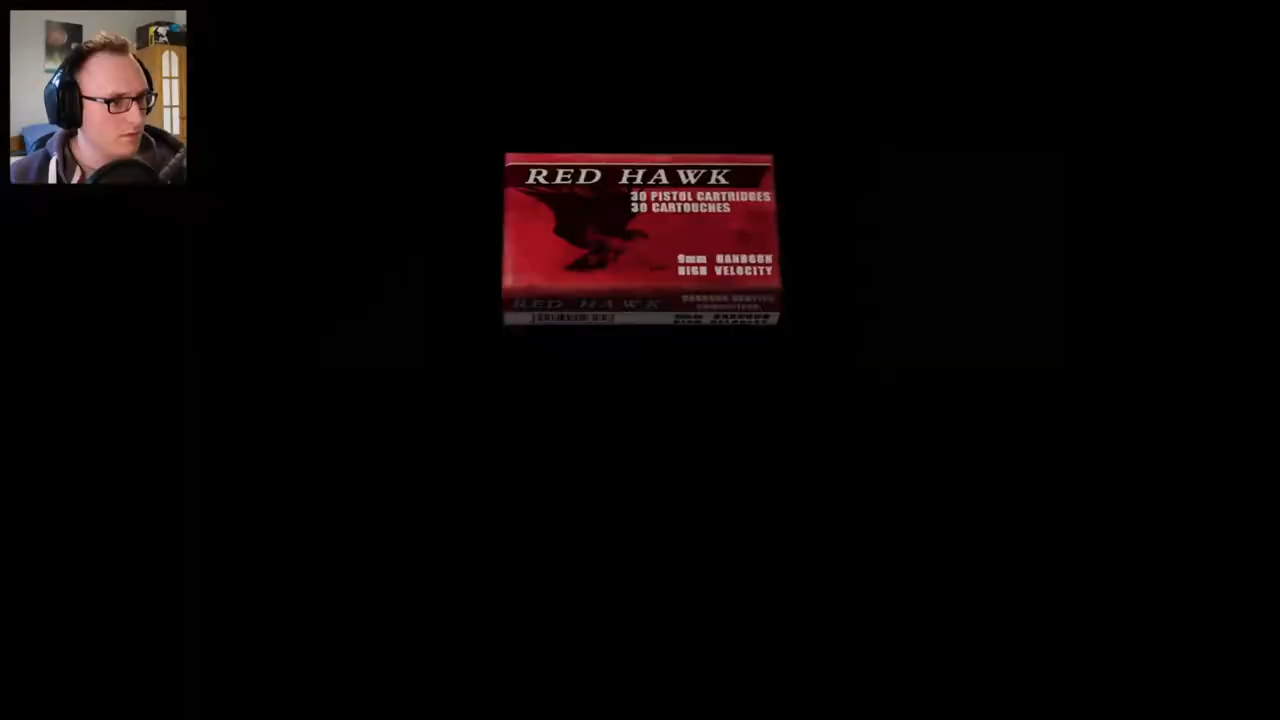 RED HAWK
30 PISTOL CARTRIDGES
30 CARTOUCHES
9mm HANDGUN
HIGH VELOCITY
RED HAWK